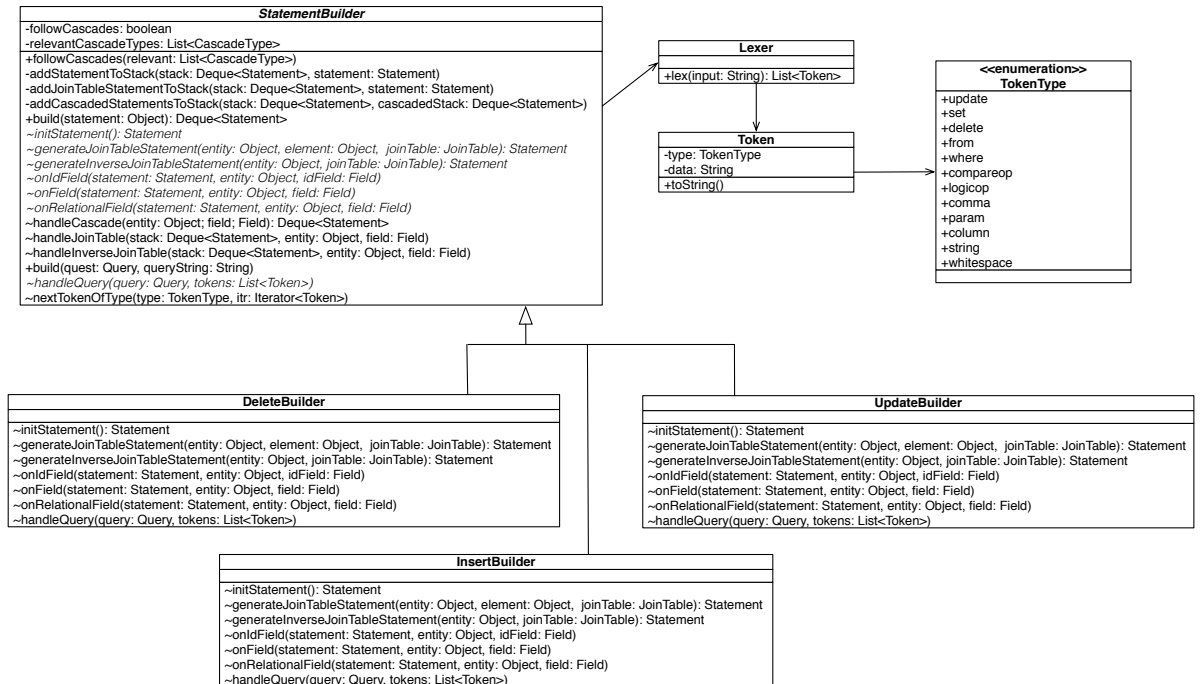 StatementBuilder
-followCascades: boolean
-relevantCascadeTypes: List<CascadeType>
+followCascades(relevant: List<CascadeType>)
-addStatementToStack(stack: Deque<Statement>, statement: Statement)
-addJoinTableStatementToStack(stack: Deque<Statement>, statement: Statement)
-addCascadedStatementsToStack(stack: Deque<Statement>, cascadedStack: Deque<Statement>)
+build(statement: Object): Deque<Statement>
~initStatement(): Statement
~generateJoinTableStatement(entity: Object, element: Object, joinTable: JoinTable): Statement
~generateInverseJoinTableStatement(entity: Object, joinTable: JoinTable): Statement
~onIdField(statement: Statement, entity: Object, idField: Field)
~onField(statement: Statement, entity: Object, field: Field)
~onRelationalField(statement: Statement, entity: Object, field: Field)
~handleCascade(entity: Object; field; Field): Deque<Statement>
~handleJoinTable(stack: Deque<Statement>, entity: Object, field: Field)
~handleInverseJoinTable(stack: Deque<Statement>, entity: Object, field: Field)
+build(quest: Query, queryString: String)
~handleQuery(query: Query, tokens: List<Token>)
~nextTokenOfType(type: TokenType, itr: Iterator<Token>)
Lexer
+lex(input: String): List<Token>
Token
-type: TokenType
-data: String
+toString()
<<enumeration>>
TokenType
+update
+set
+delete
+from
+where
+compareop
+logicop
+comma
+param
+column
+string
+whitespace
DeleteBuilder
~initStatement(): Statement
~generateJoinTableStatement(entity: Object, element: Object, joinTable: JoinTable): Statement
~generateInverseJoinTableStatement(entity: Object, joinTable: JoinTable): Statement
~onIdField(statement: Statement, entity: Object, idField: Field)
~onField(statement: Statement, entity: Object, field: Field)
~onRelationalField(statement: Statement, entity: Object, field: Field)
~handleQuery(query: Query, tokens: List<Token>)
UpdateBuilder
~initStatement(): Statement
~generateJoinTableStatement(entity: Object, element: Object, joinTable: JoinTable): Statement
~generateInverseJoinTableStatement(entity: Object, joinTable: JoinTable): Statement
~onIdField(statement: Statement, entity: Object, idField: Field)
~onField(statement: Statement, entity: Object, field: Field)
~onRelationalField(statement: Statement, entity: Object, field: Field)
~handleQuery(query: Query, tokens: List<Token>)
InsertBuilder
~initStatement(): Statement
~generateJoinTableStatement(entity: Object, element: Object, joinTable: JoinTable): Statement
~generateInverseJoinTableStatement(entity: Object, joinTable: JoinTable): Statement
~onIdField(statement: Statement, entity: Object, idField: Field)
~onField(statement: Statement, entity: Object, field: Field)
~onRelationalField(statement: Statement, entity: Object, field: Field)
~handleQuery(query: Query, tokens: List<Token>)